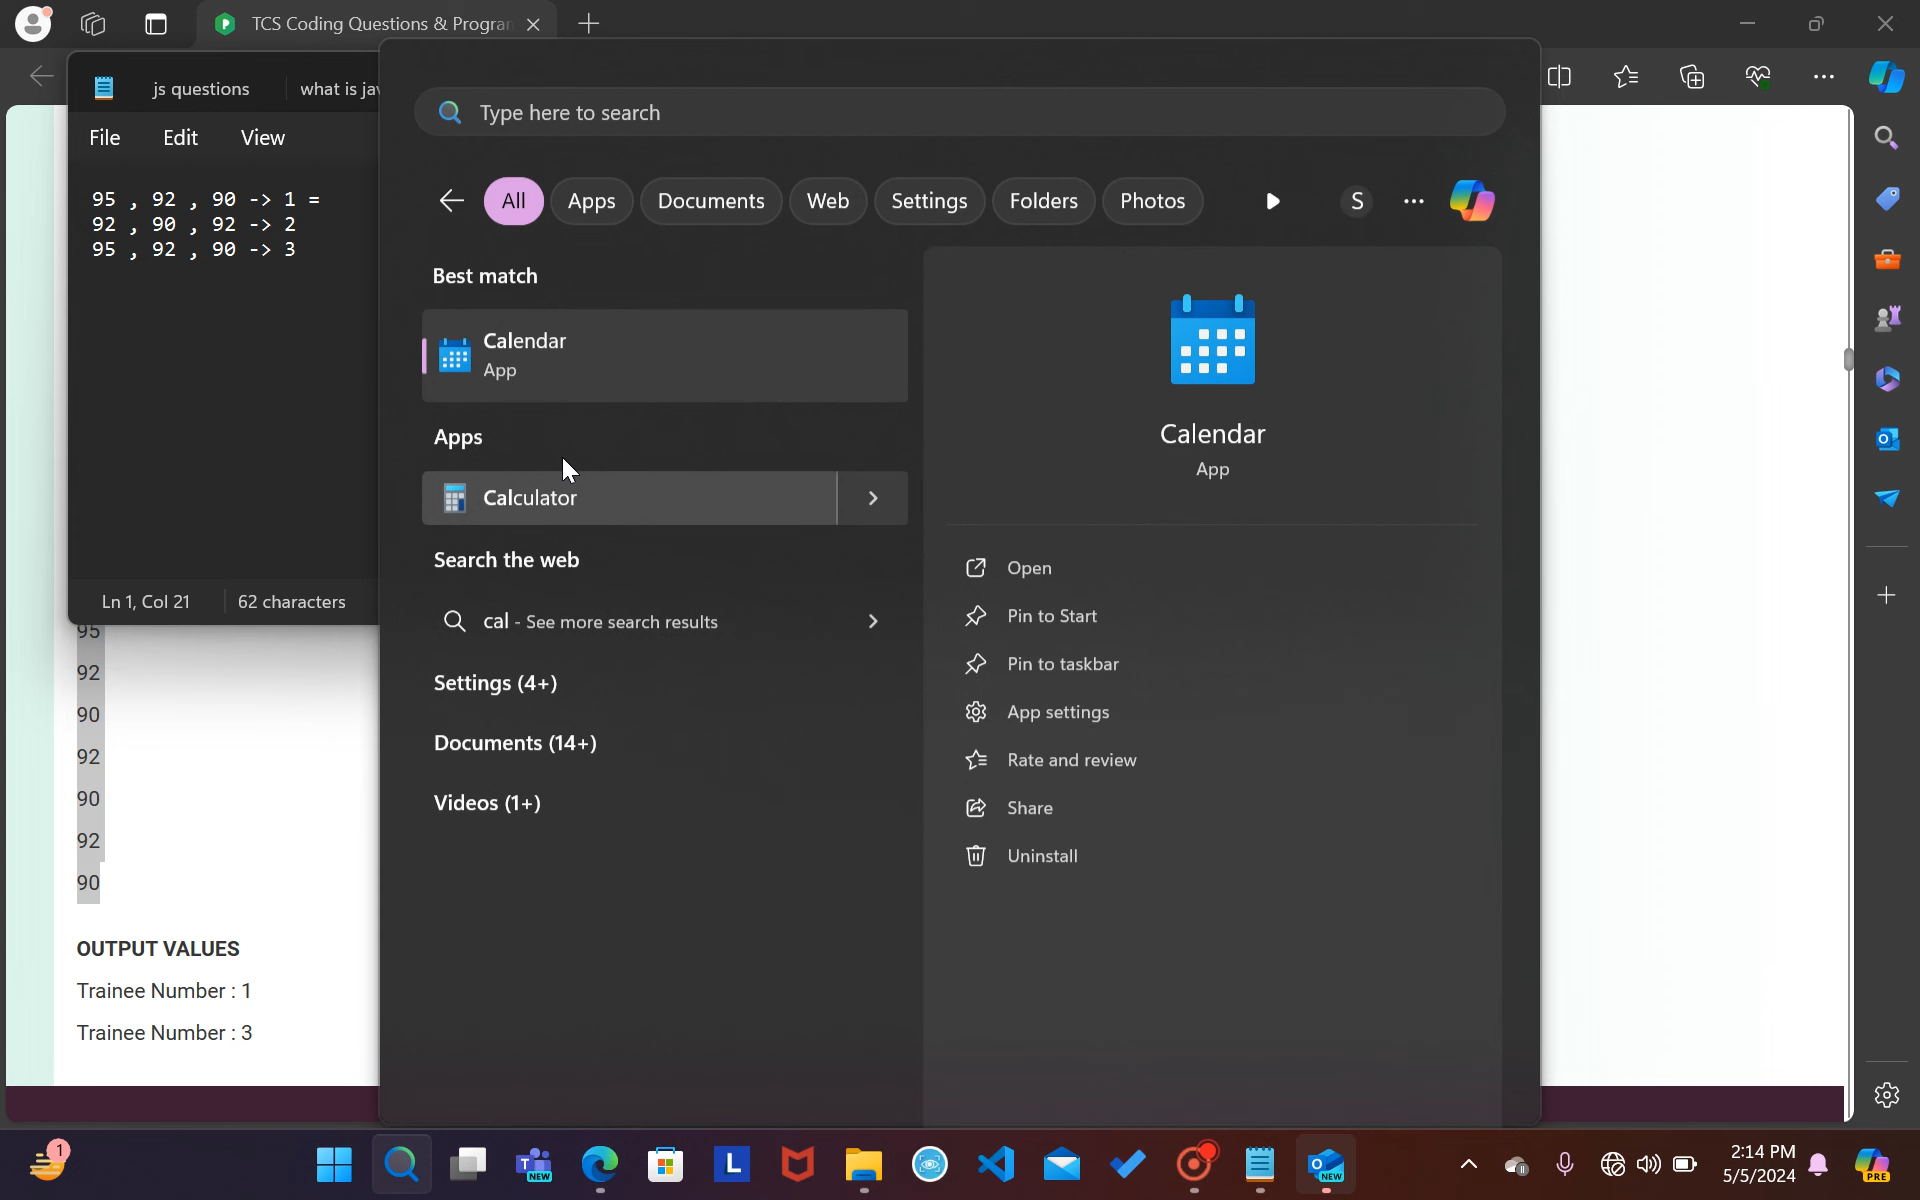 TCS Coding Questions & Program
js questions
what is jav
File Edit View
95 , 92 , 90 -> 1 =
92 , 90 , 92 -> 2
95 , 92 , 90 -> 3
Ln 1, Col 21
62 characters
Type here to search
All Apps Documents Web Settings Folders Photos
S
Best match
Calendar
App
Apps
Calculator
Search the web
cal - See more search results
Settings (4+)
Documents (14+)
Videos (1+)
Calendar
App
Open
Pin to Start
Pin to taskbar
App settings
Rate and review
Share
Uninstall
95
92
90
92
90
92
90
OUTPUT VALUES
Trainee Number : 1
Trainee Number : 3
1
NEW
L
NEW
2:14 PM
5/5/2024
PRE